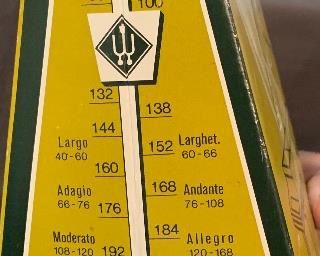 100
132
138
144
Largo
40-60
152
Larghet.
60-66
160
Adagio
66-76
168
Andante
76-108
176
184
Moderato
108-120
192
Allegro
120-168